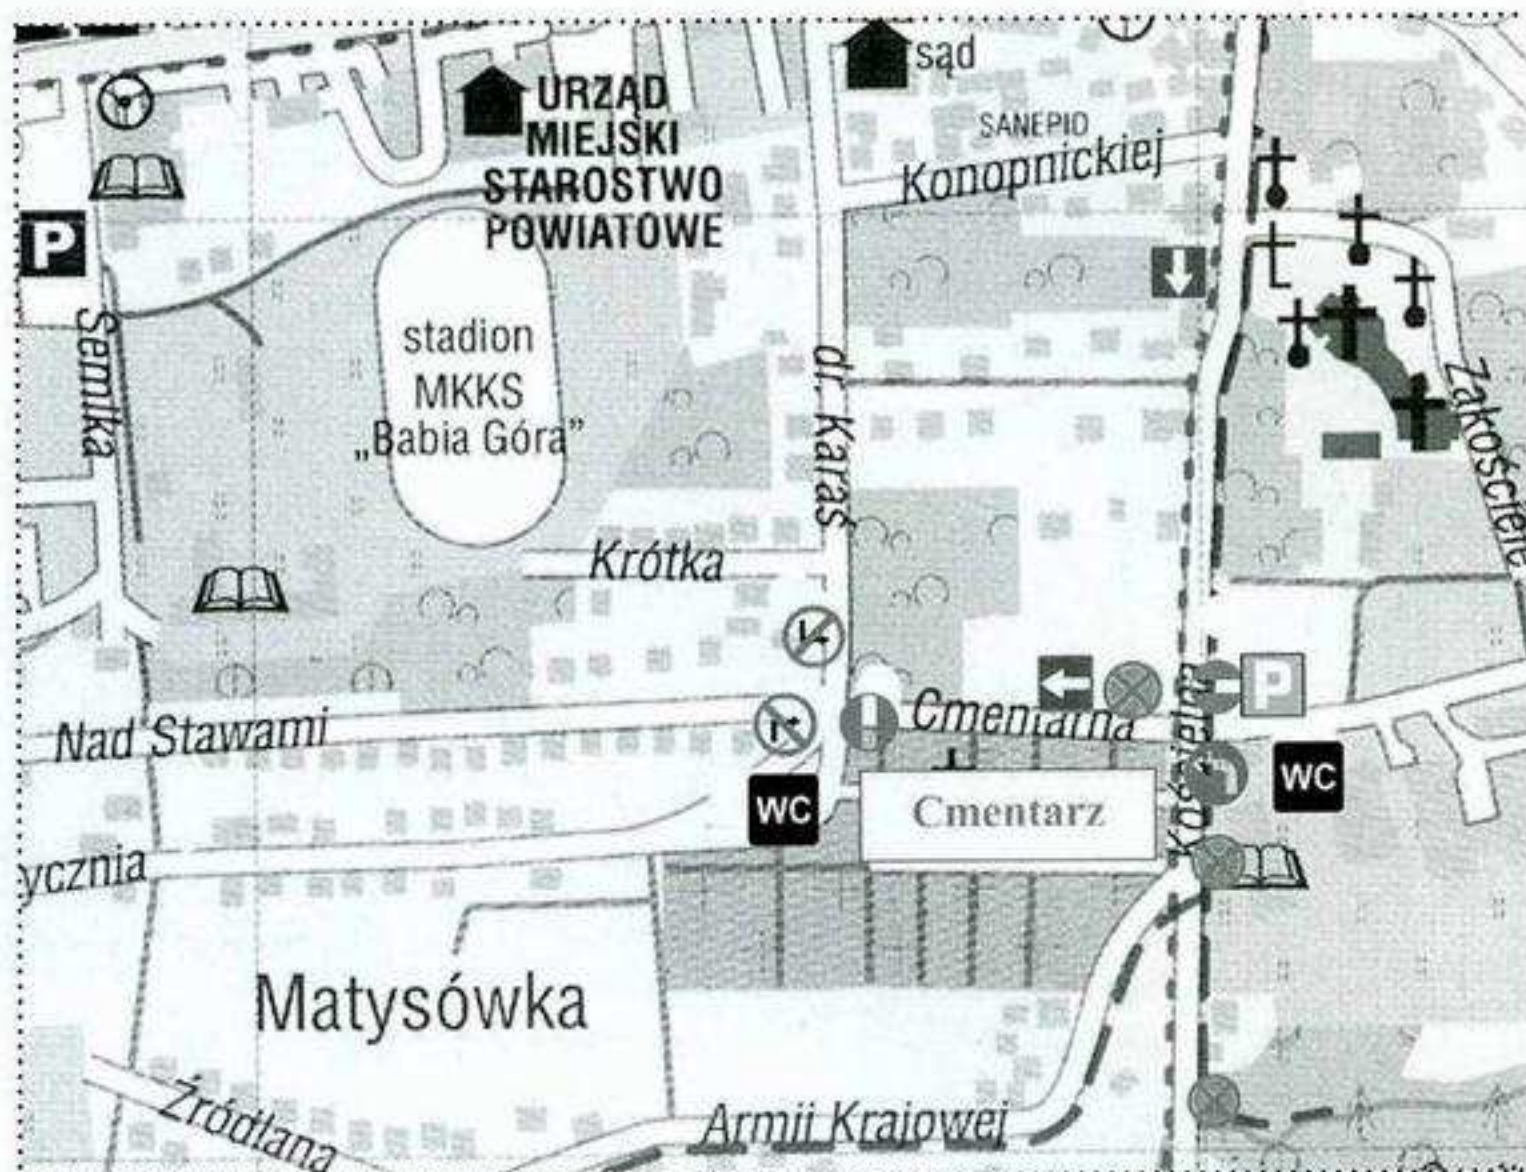 sąd
URZĄD
MIEJSKI
STAROSTWO
POWIATOWE
SANEPID
Konopnickiej
P
Semika
stadion
MKKS
„Babia Góra”
dr. Karaś
Zakościele
Krótka
Nad Stawami
Cmentarna
P
Kościelna
WC
Cmentarz
WC
ycznia
Matysówka
Źródlana
Armii Krajowej